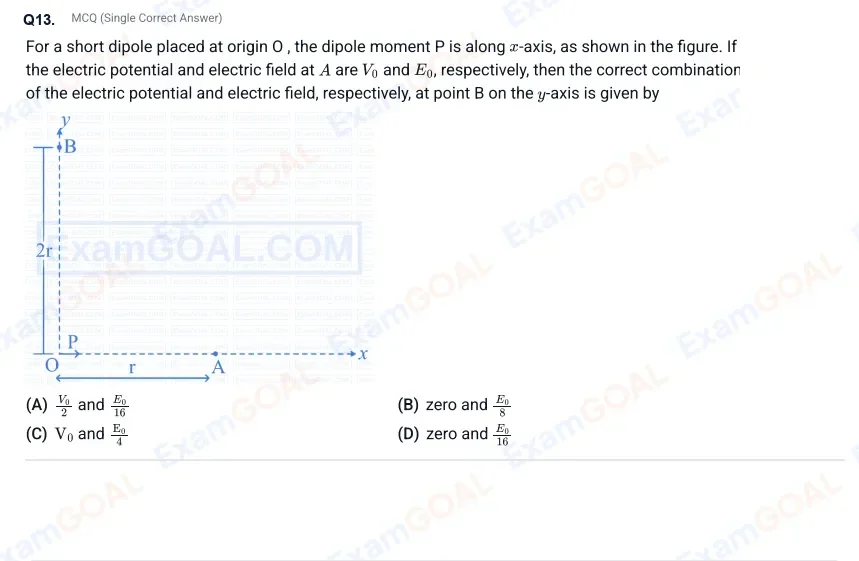 Q13. MCQ (Single Correct Answer)
For a short dipole placed at origin O , the dipole moment P is along x-axis, as shown in the figure. If
the electric potential and electric field at A are V₀ and E₀, respectively, then the correct combination
of the electric potential and electric field, respectively, at point B on the y-axis is given by
y
B
2r
ExamGOAL.COM
P
x
O r A
(A) V₀/2 and E₀/16 (B) zero and E₀/8
(C) V₀ and E₀/4 (D) zero and E₀/16
ExamGOAL